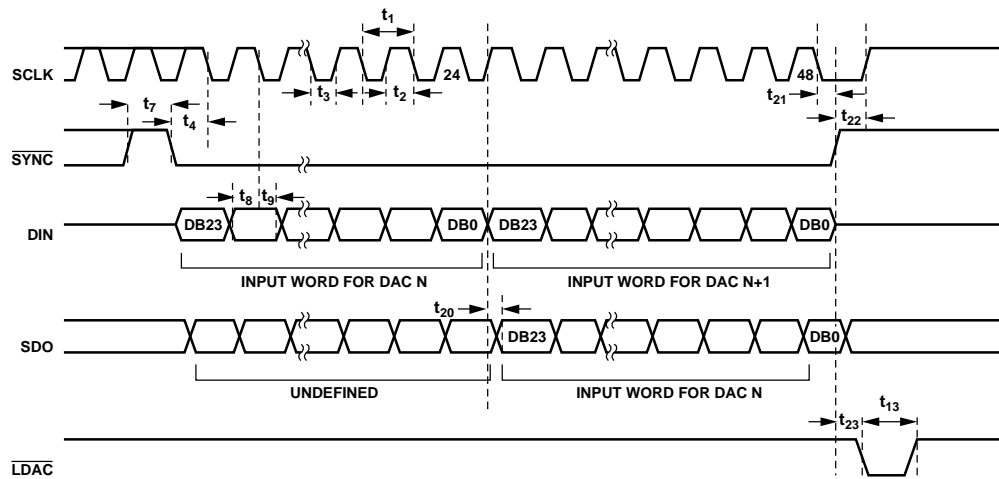 t1
SCLK
24
48
t3
t2
t21
t7
t4
t22
SYNC
t8
t9
DIN
DB23
DB0
DB23
DB0
INPUT WORD FOR DAC N
INPUT WORD FOR DAC N+1
t20
SDO
DB23
DB0
UNDEFINED
INPUT WORD FOR DAC N
t23
t13
LDAC